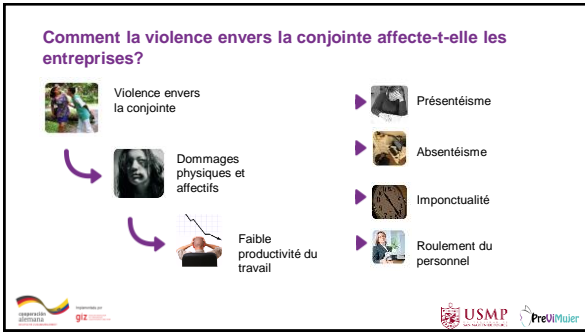 Comment la violence envers la conjointe affecte-t-elle les
entreprises?
Violence envers
la conjointe
Dommages
physiques et
affectifs
Faible
productivité du
travail
Présentéisme
Absentéisme
Imponctualité
Roulement du
personnel
cooperación
alemana
giz
USMP
PreViMujer